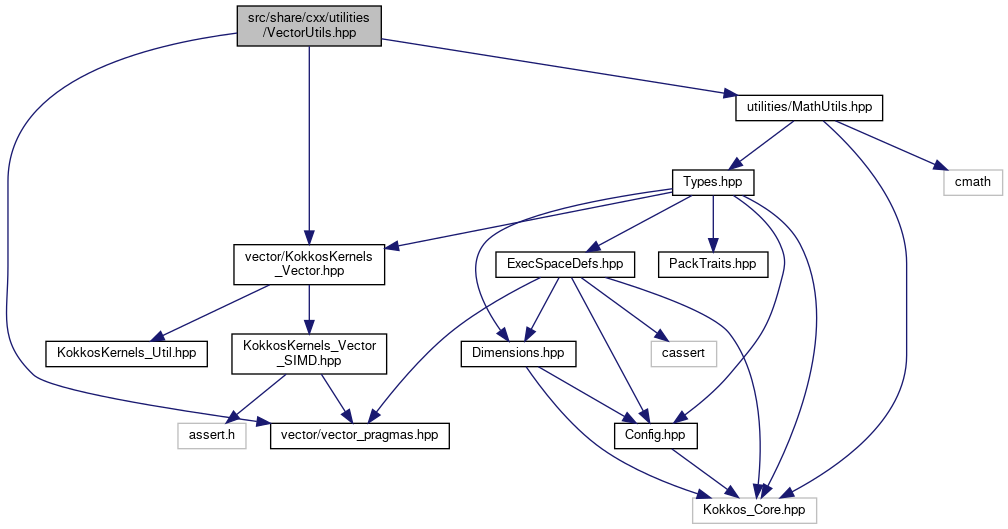 src/share/cxx/utilities
/VectorUtils.hpp
utilities/MathUtils.hpp
Types.hpp
cmath
vector/KokkosKernels
_Vector.hpp
ExecSpaceDefs.hpp
PackTraits.hpp
KokkosKernels_Util.hpp
KokkosKernels_Vector
_SIMD.hpp
Dimensions.hpp
cassert
assert.h
vector/vector_pragmas.hpp
Config.hpp
Kokkos_Core.hpp